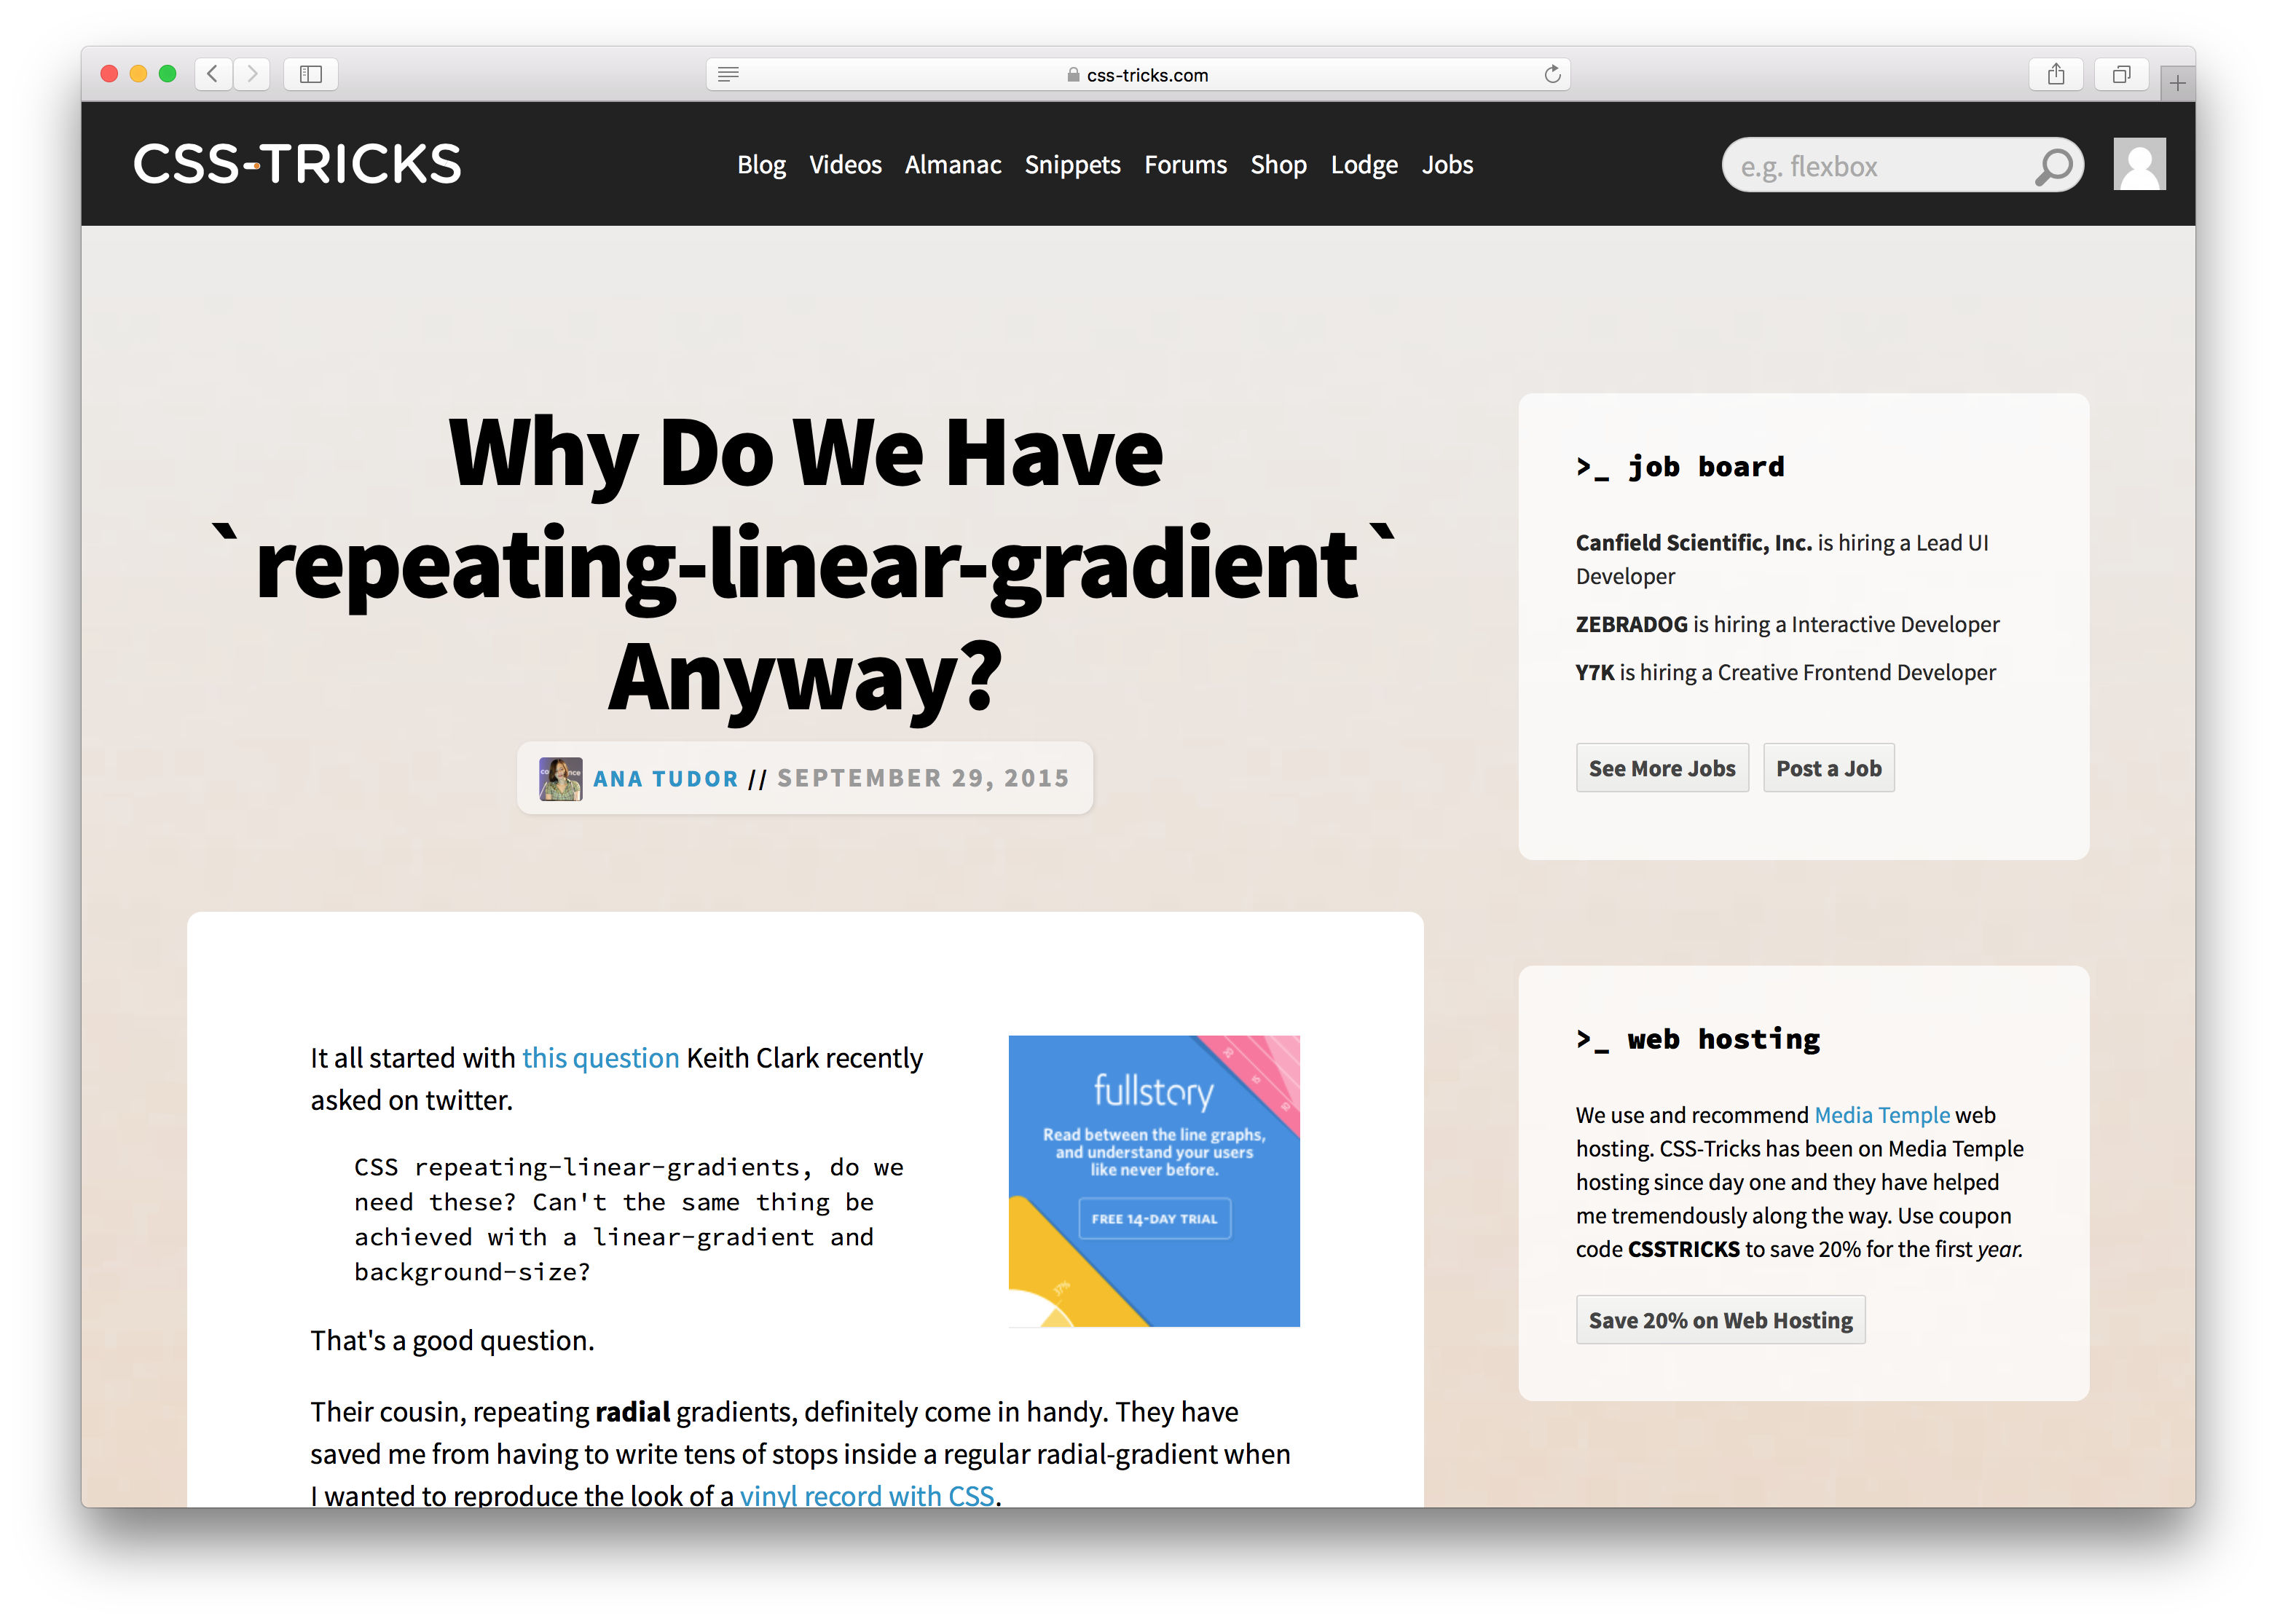 css-tricks.com
CSS-TRICKS
Blog Videos Almanac Snippets Forums Shop Lodge Jobs
e.g. flexbox
Why Do We Have
`repeating-linear-gradient`
Anyway?
ANA TUDOR // SEPTEMBER 29, 2015
It all started with this question Keith Clark recently
asked on twitter.
CSS repeating-linear-gradients, do we
need these? Can't the same thing be
achieved with a linear-gradient and
background-size?
That's a good question.
Their cousin, repeating radial gradients, definitely come in handy. They have
saved me from having to write tens of stops inside a regular radial-gradient when
I wanted to reproduce the look of a vinyl record with CSS.
fullstory
Read between the line graphs,
and understand your users
like never before.
FREE 14-DAY TRIAL
37%
>_ job board
Canfield Scientific, Inc. is hiring a Lead UI
Developer
ZEBRADOG is hiring a Interactive Developer
Y7K is hiring a Creative Frontend Developer
See More Jobs Post a Job
>_ web hosting
We use and recommend Media Temple web
hosting. CSS-Tricks has been on Media Temple
hosting since day one and they have helped
me tremendously along the way. Use coupon
code CSSTRICKS to save 20% for the first year.
Save 20% on Web Hosting